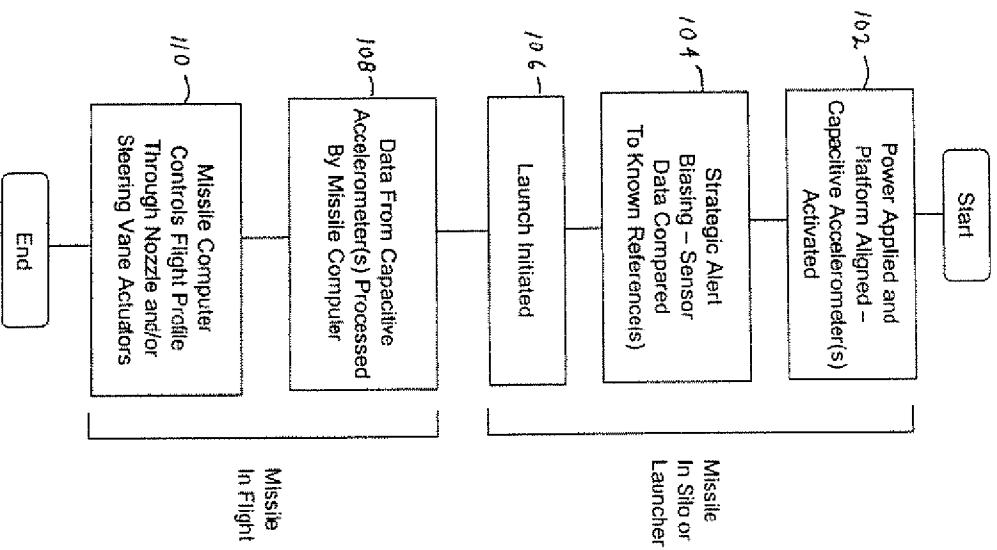 Start
102
Power Applied and
Platform Aligned –
Capacitive Accelerometer(s)
Activated
104
Strategic Alert
Biasing – Sensor
Data Compared
To Known Reference(s)
106
Launch Initiated
Missile
In Silo or
Launcher
108
Data From Capacitive
Accelerometer(s) Processed
By Missile Computer
110
Missile Computer
Controls Flight Profile
Through Nozzle and/or
Steering Vane Actuators
Missile
In Flight
End